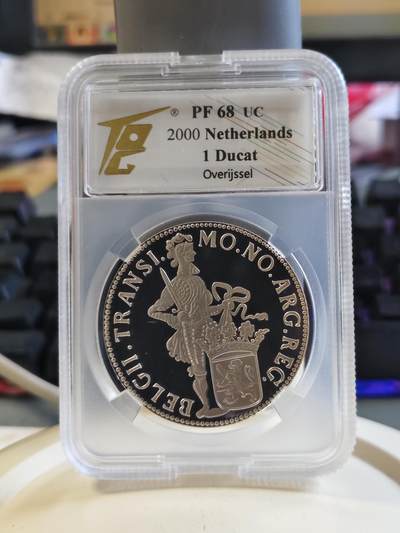 ® PF 68 UC
2000 Netherlands
1 Ducat
Overijssel
MO.NO.ARG.REG.
BELGII.TRANSI.